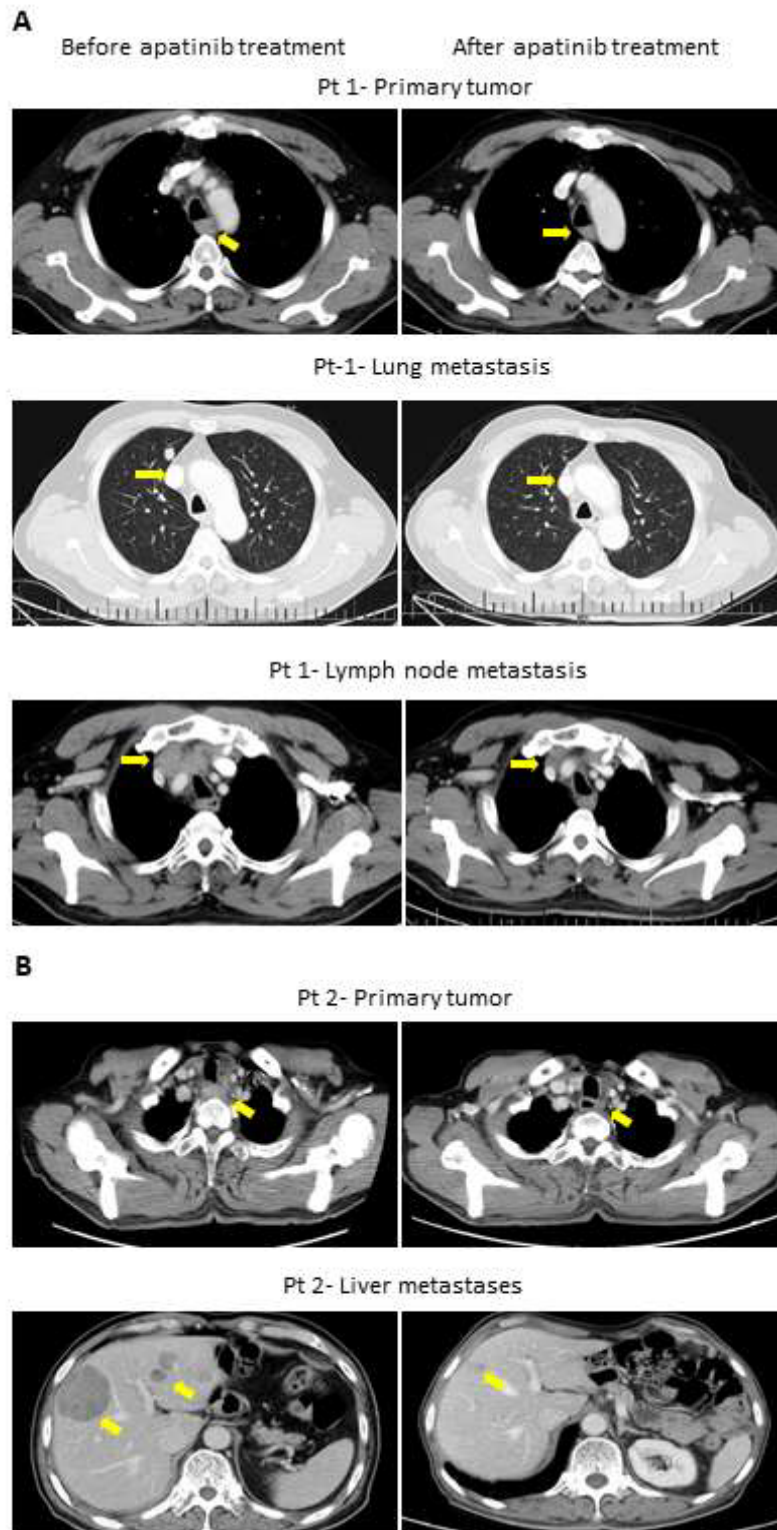 A
Before apatinib treatment
After apatinib treatment
Pt 1- Primary tumor
Pt-1- Lung metastasis
Pt 1- Lymph node metastasis
B
Pt 2- Primary tumor
Pt 2- Liver metastases